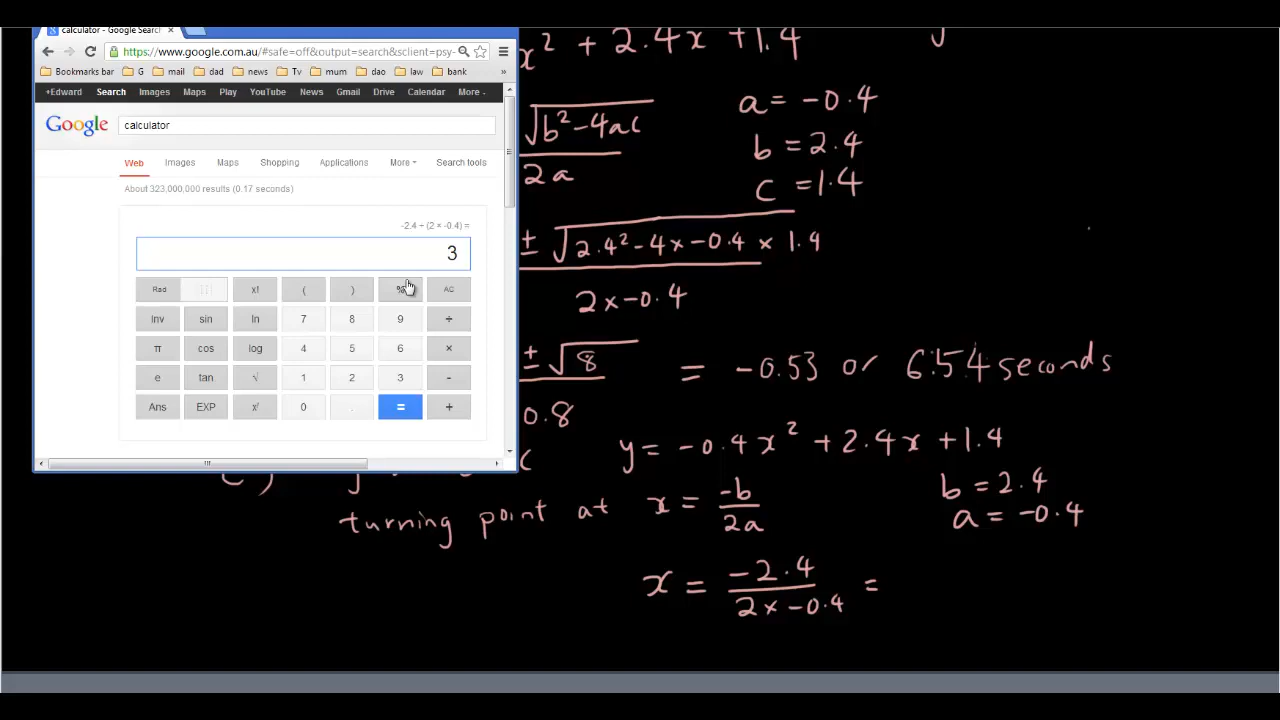 calculator - Google Searc
https://www.google.com.au/#safe=off&output=search&sclient=psy-
Bookmarks bar G mail dad news Tv mum dao law bank »
+Edward Search Images Maps Play YouTube News Gmail Drive Calendar More
Google calculator
Web Images Maps Shopping Applications More Search tools
About 323,000,000 results (0.17 seconds)
-2.4 ÷ (2 × -0.4) =
3
Rad x! ( ) % AC
Inv sin ln 7 8 9 ÷
π cos log 4 5 6 ×
e tan √ 1 2 3 -
Ans EXP 0 . = +
x² + 2.4x + 1.4
√b²-4ac
2a
a = -0.4
b = 2.4
c = 1.4
± √2.4²-4x-0.4 x 1.4
2x-0.4
± √8 = -0.53 or 6.54 seconds
0.8
y = -0.4x² + 2.4x + 1.4
turning point at x = -b
2a
b = 2.4
a = -0.4
x = -2.4 =
2x-0.4